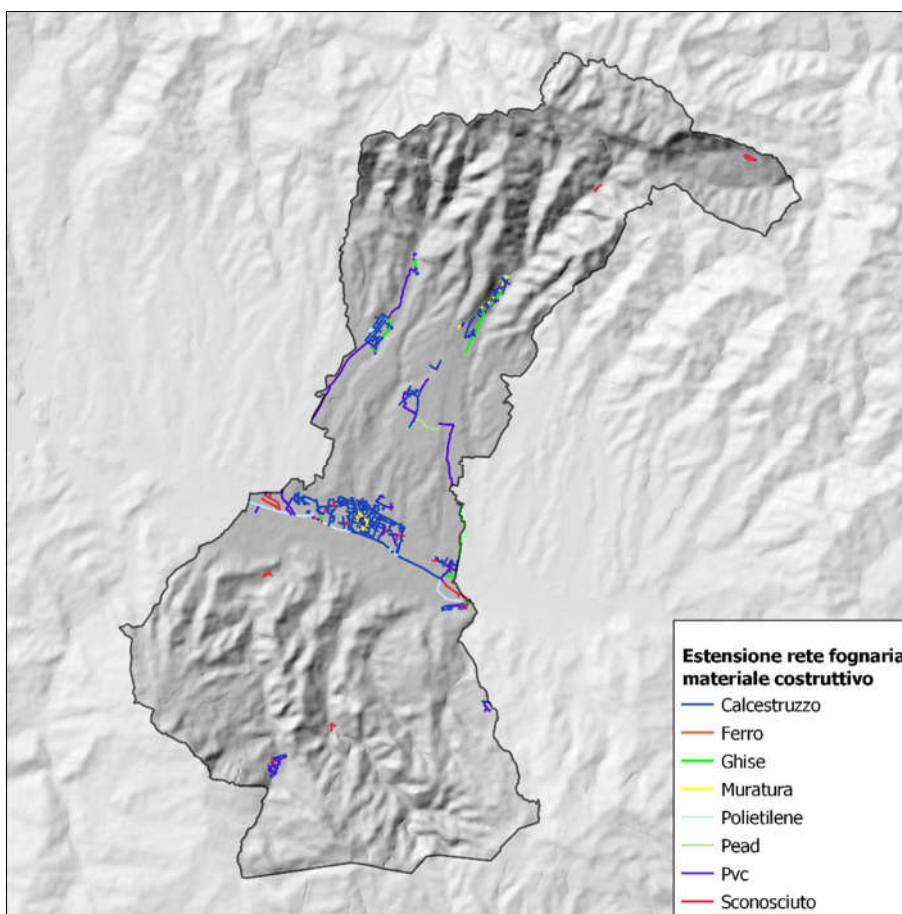 Estensione rete fognaria
materiale costruttivo
Calcestruzzo
Ferro
Ghise
Muratura
Polietilene
Pead
Pvc
Sconosciuto